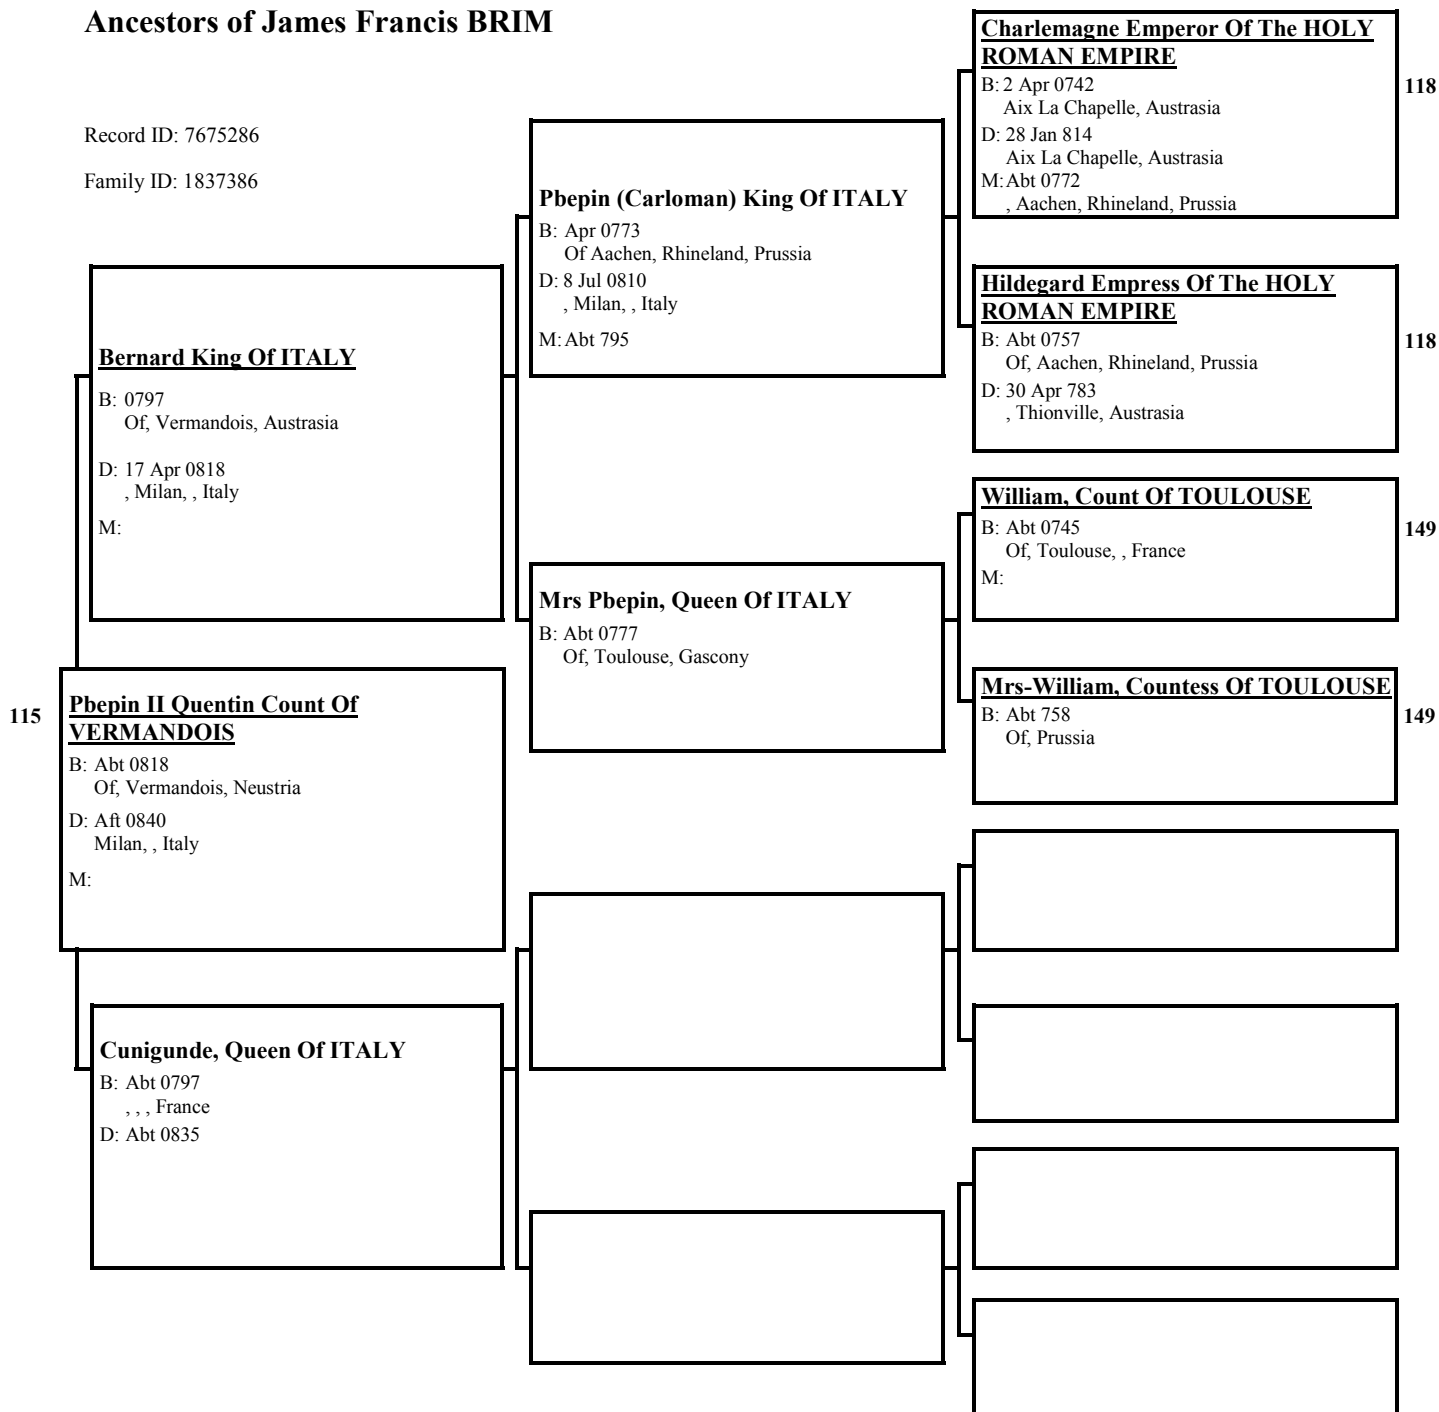 Ancestors of James Francis BRIM
Record ID: 7675286
Family ID: 1837386
Charlemagne Emperor Of The HOLY
ROMAN EMPIRE
B: 2 Apr 0742
Aix La Chapelle, Austrasia
D: 28 Jan 814
Aix La Chapelle, Austrasia
M: Abt 0772
, Aachen, Rhineland, Prussia
118
Pbepin (Carloman) King Of ITALY
B: Apr 0773
Of Aachen, Rhineland, Prussia
D: 8 Jul 0810
, Milan, , Italy
M: Abt 795
Hildegard Empress Of The HOLY
ROMAN EMPIRE
B: Abt 0757
Of, Aachen, Rhineland, Prussia
D: 30 Apr 783
, Thionville, Austrasia
118
Bernard King Of ITALY
B: 0797
Of, Vermandois, Austrasia
D: 17 Apr 0818
, Milan, , Italy
M:
William, Count Of TOULOUSE
B: Abt 0745
Of, Toulouse, , France
M:
149
Mrs Pbepin, Queen Of ITALY
B: Abt 0777
Of, Toulouse, Gascony
Mrs-William, Countess Of TOULOUSE
B: Abt 758
Of, Prussia
149
115
Pbepin II Quentin Count Of
VERMANDOIS
B: Abt 0818
Of, Vermandois, Neustria
D: Aft 0840
Milan, , Italy
M:
Cunigunde, Queen Of ITALY
B: Abt 0797
, , , France
D: Abt 0835